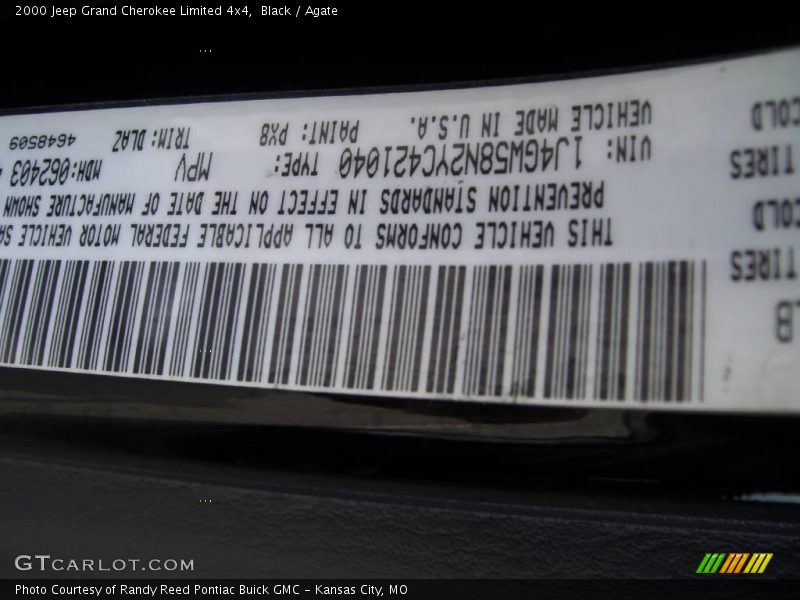 2000 Jeep Grand Cherokee Limited 4x4, Black / Agate
LB
TIRES
COLD
TIRES
COLD
THIS VEHICLE CONFORMS TO ALL APPLICABLE FEDERAL MOTOR VEHICLE SA
PREVENTION STANDARDS IN EFFECT ON THE DATE OF MANUFACTURE SHOWN
VIN: 1J4GW58N2YC421040 TYPE: MPV MDH:062403
VEHICLE MADE IN U.S.A. PAINT: PX8 TRIM: DLAZ 4648509
GTCARLOT.COM
Photo Courtesy of Randy Reed Pontiac Buick GMC - Kansas City, MO